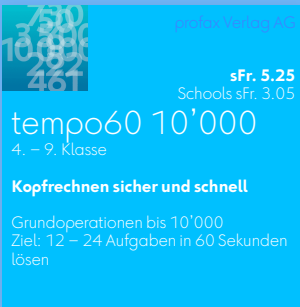 profax Verlag AG
sFr. 5.25
Schools sFr. 3.05
tempo60 10'000
4. – 9. Klasse
Kopfrechnen sicher und schnell
Grundoperationen bis 10'000
Ziel: 12 – 24 Aufgaben in 60 Sekunden
lösen